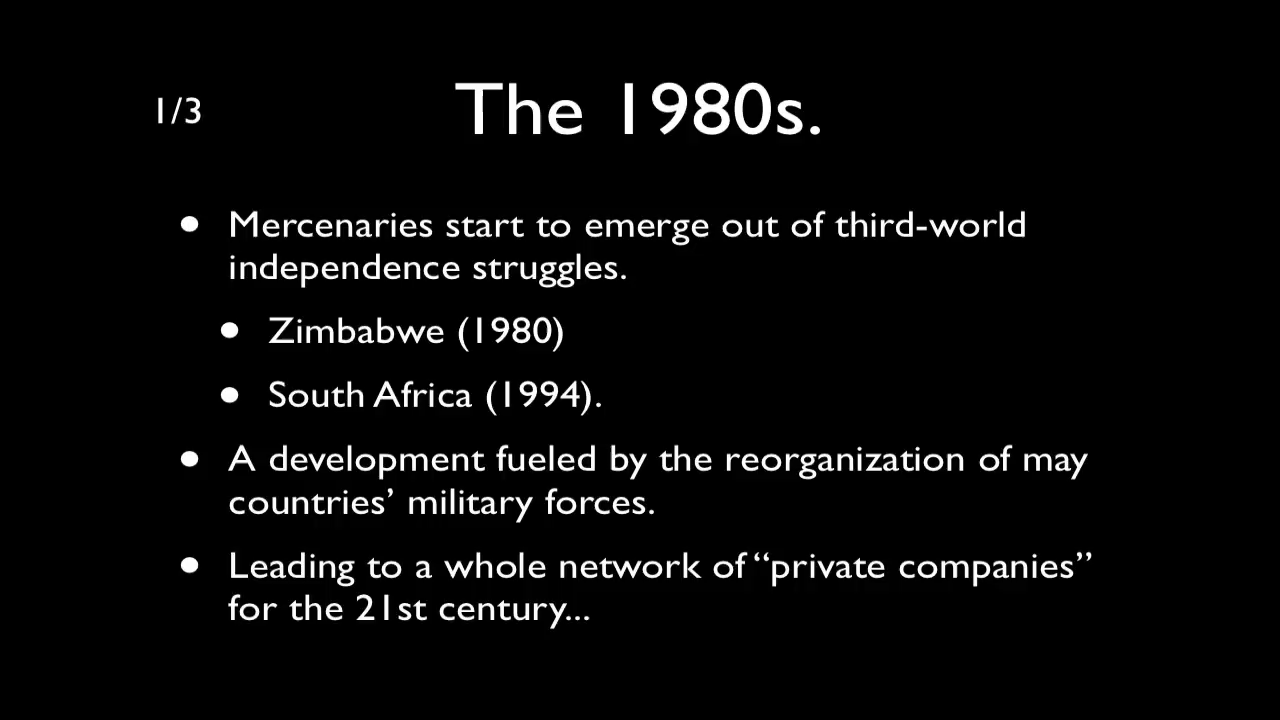 1/3
The 1980s.
• Mercenaries start to emerge out of third-world
independence struggles.
• Zimbabwe (1980)
• South Africa (1994).
• A development fueled by the reorganization of may
countries’ military forces.
• Leading to a whole network of “private companies”
for the 21st century...